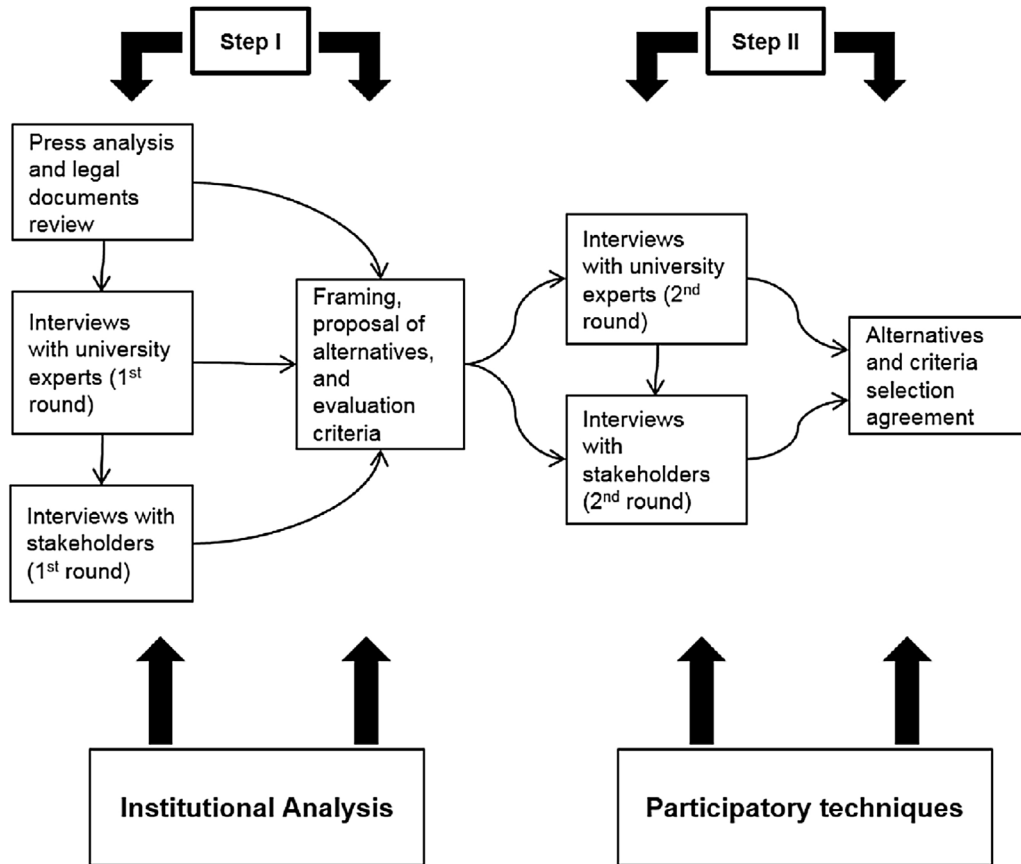 Step I
Step II
Press analysis
and legal
documents
review
Interviews
with university
experts (1st
round)
Interviews with
stakeholders
(1st round)
Framing,
proposal of
alternatives,
and
evaluation
criteria
Interviews
with university
experts (2nd
round)
Interviews
with
stakeholders
(2nd round)
Alternatives
and criteria
selection
agreement
Institutional Analysis
Participatory techniques